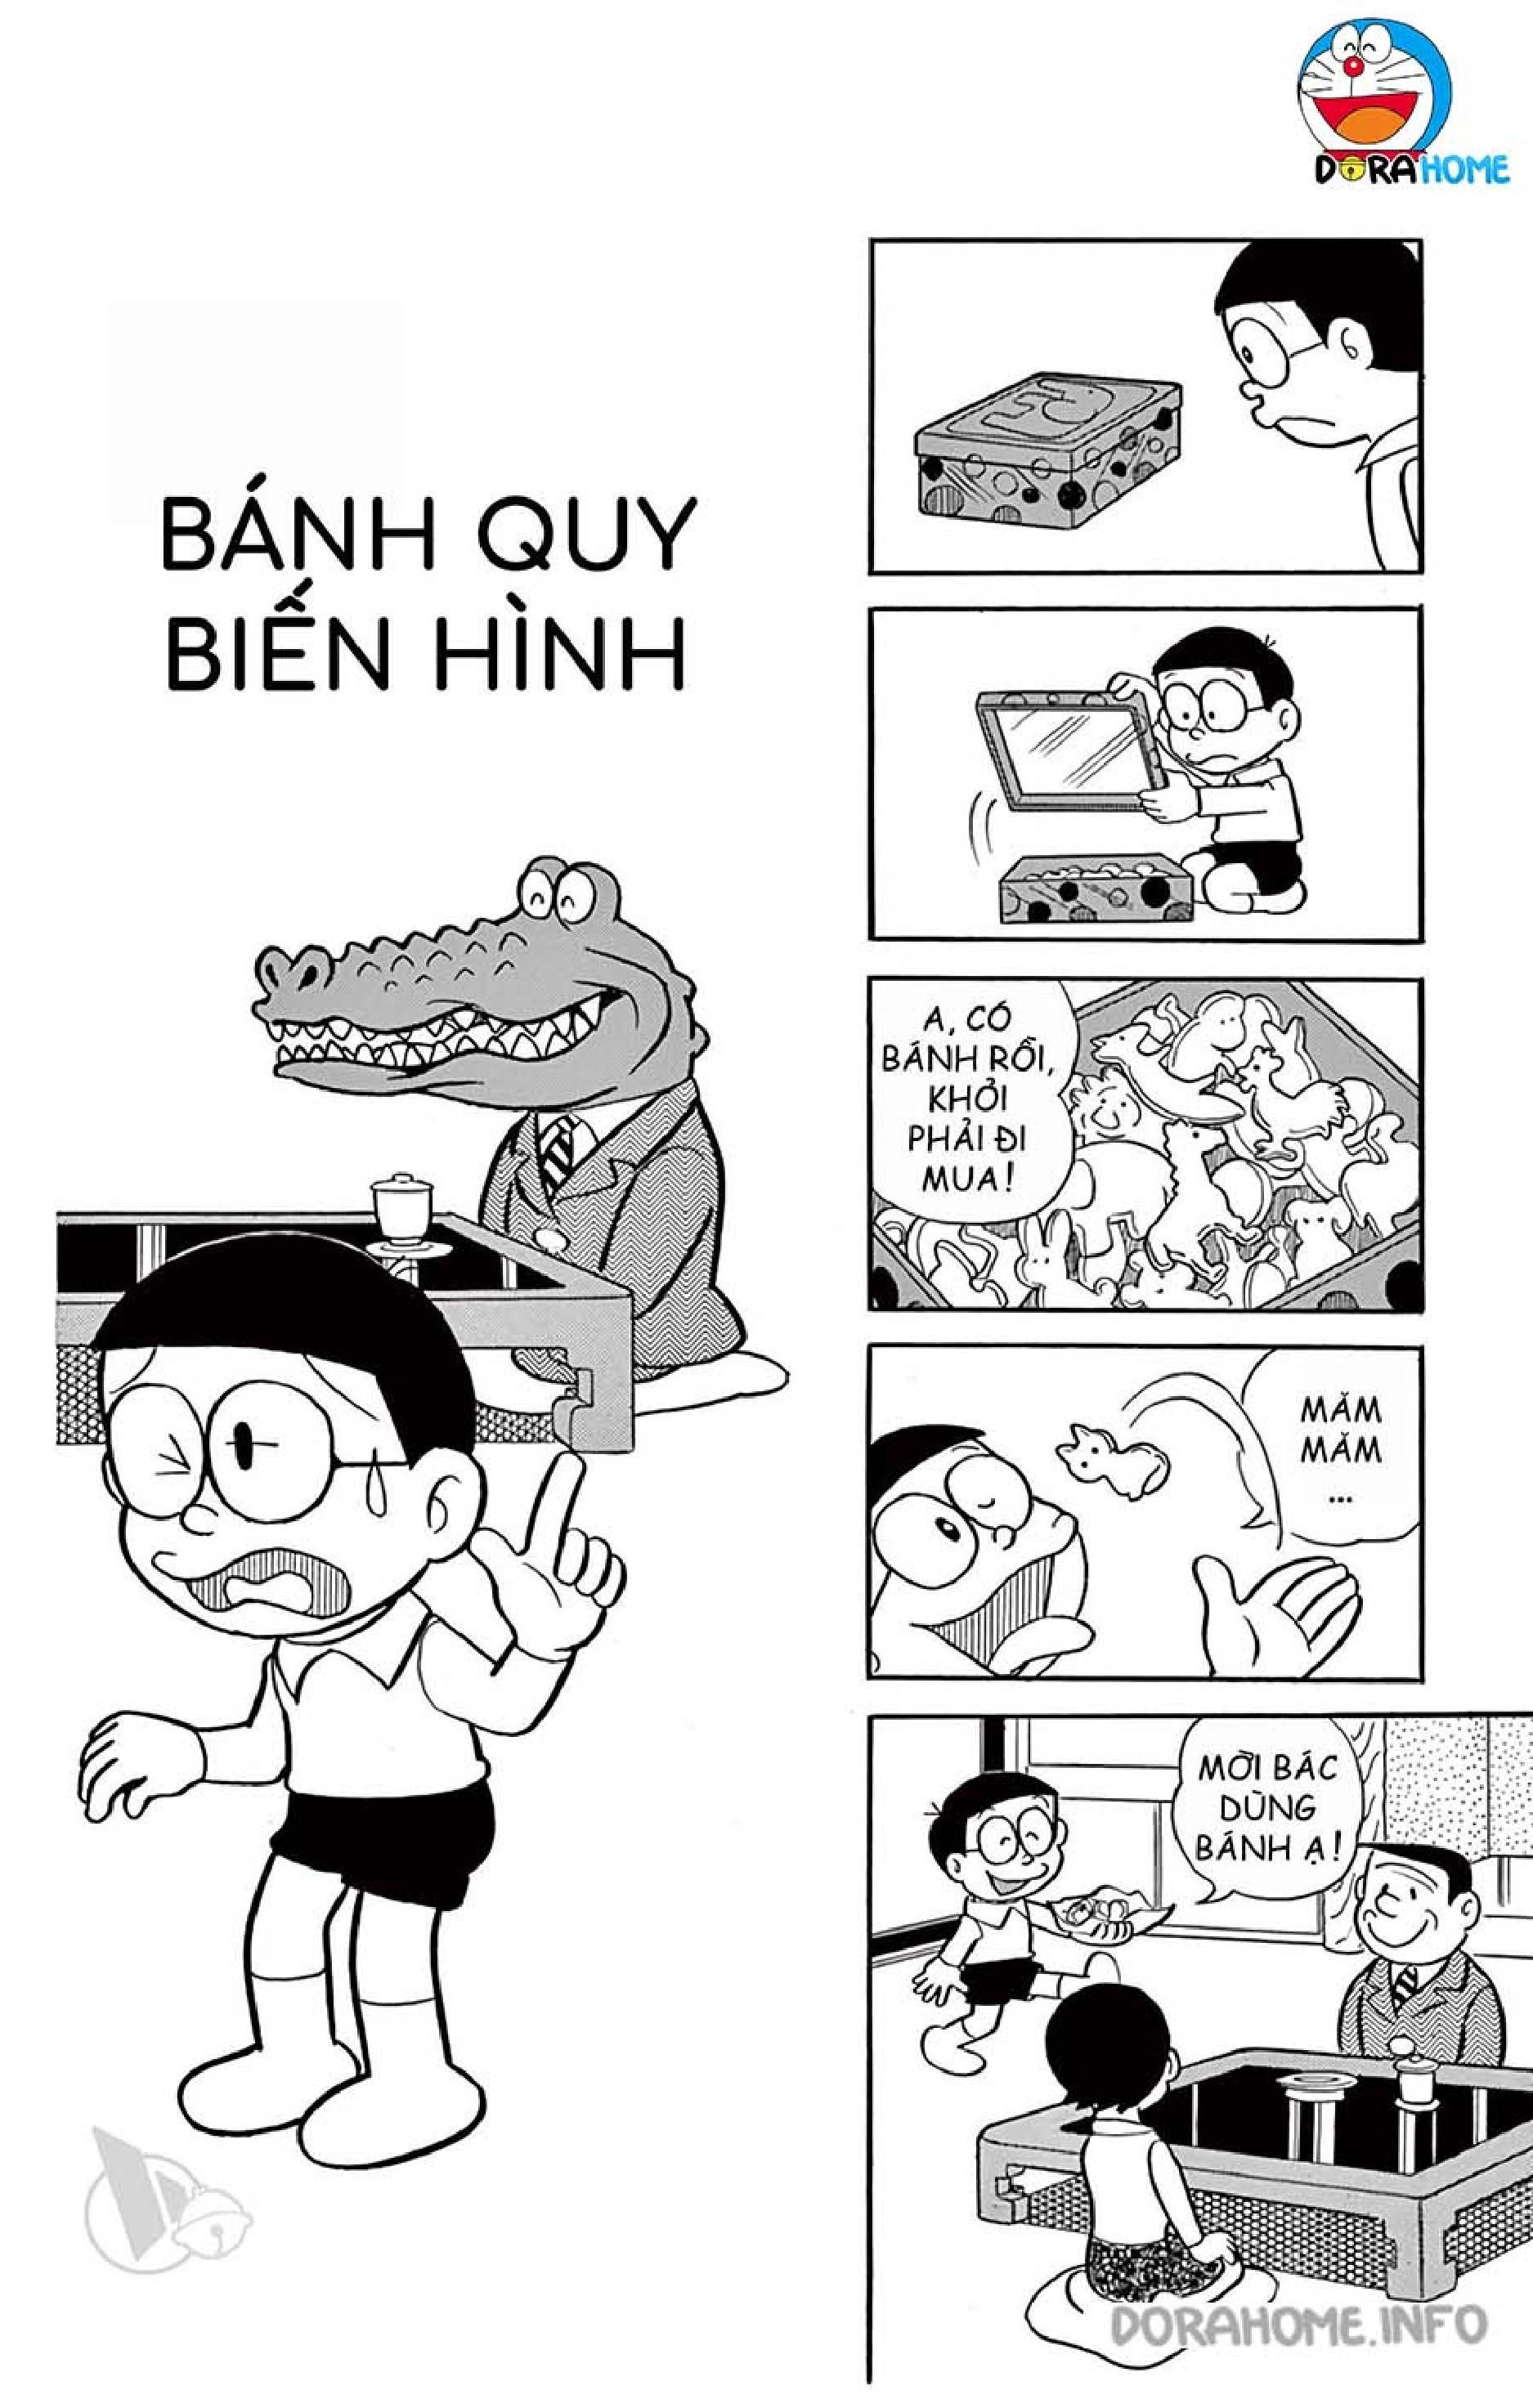 DORAHOME
BÁNH QUY
BIẾN HÌNH
A, CÓ
BÁNH RỒI,
KHỎI
PHẢI ĐI
MUA!
MĂM
MĂM
...
MỜI BÁC
DÙNG
BÁNH Ạ!
DORAHOME.INFO